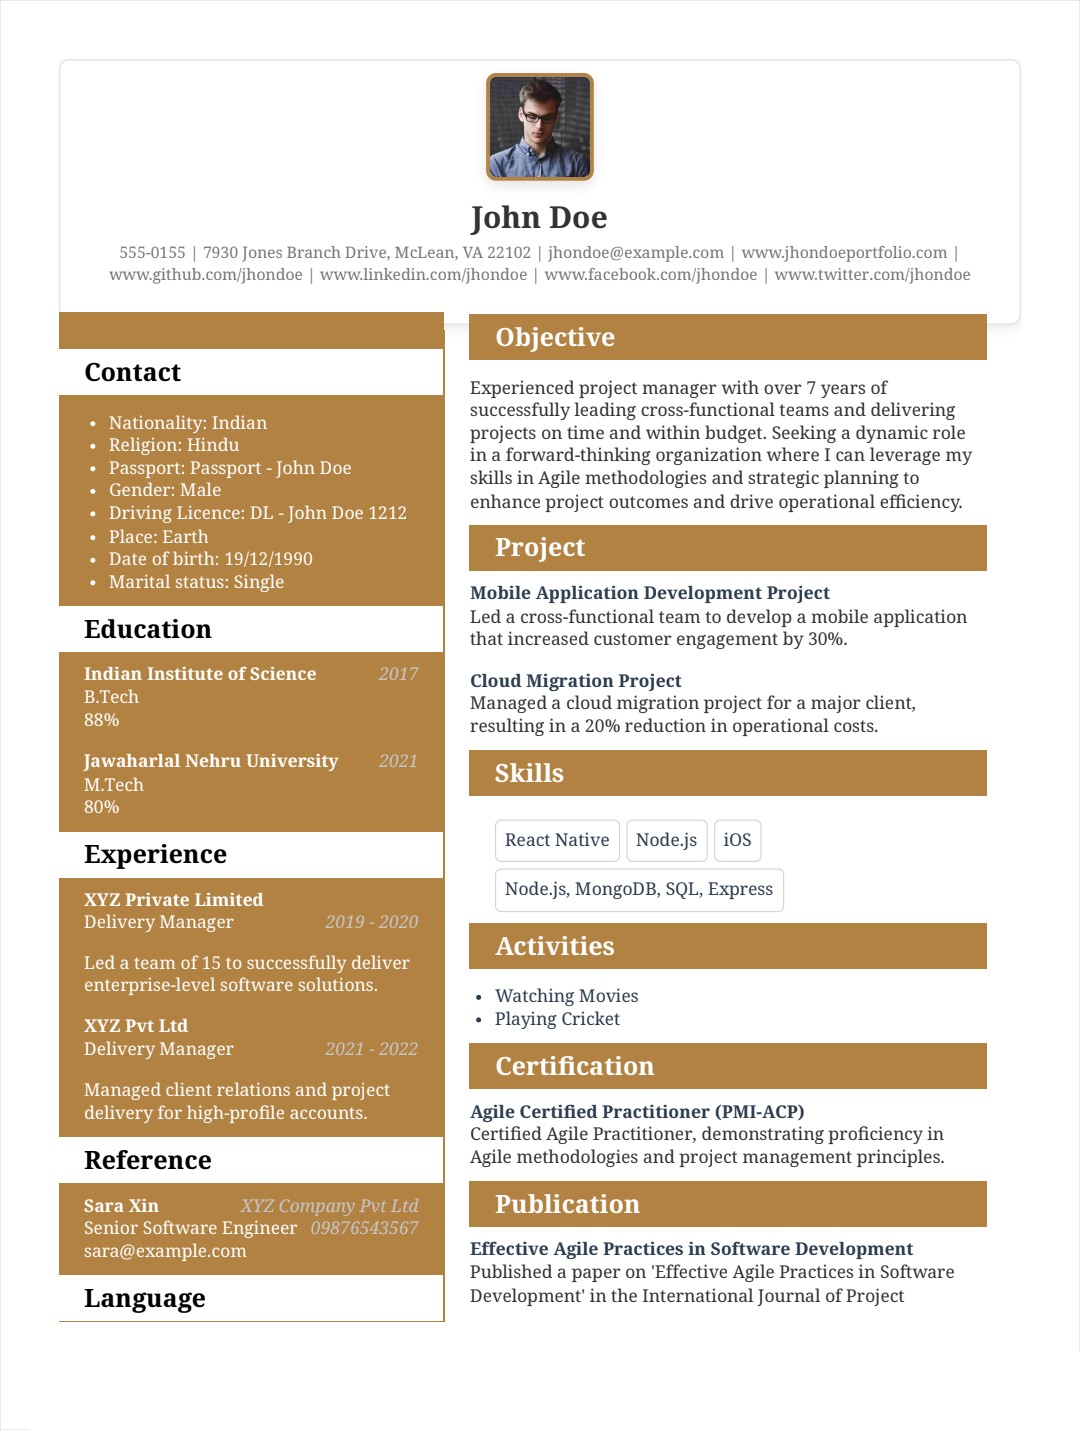 John Doe
555-0155 | 7930 Jones Branch Drive, McLean, VA 22102 | jhondoe@example.com | www.jhondoeportfolio.com |
www.github.com/jhondoe | www.linkedin.com/jhondoe | www.facebook.com/jhondoe | www.twitter.com/jhondoe
Contact
• Nationality: Indian
• Religion: Hindu
• Passport: Passport - John Doe
• Gender: Male
• Driving Licence: DL - John Doe 1212
• Place: Earth
• Date of birth: 19/12/1990
• Marital status: Single
Education
Indian Institute of Science 2017
B.Tech
88%
Jawaharlal Nehru University 2021
M.Tech
80%
Experience
XYZ Private Limited
Delivery Manager 2019 - 2020
Led a team of 15 to successfully deliver
enterprise-level software solutions.
XYZ Pvt Ltd
Delivery Manager 2021 - 2022
Managed client relations and project
delivery for high-profile accounts.
Reference
Sara Xin XYZ Company Pvt Ltd
Senior Software Engineer 09876543567
sara@example.com
Language
Objective
Experienced project manager with over 7 years of
successfully leading cross-functional teams and delivering
projects on time and within budget. Seeking a dynamic role
in a forward-thinking organization where I can leverage my
skills in Agile methodologies and strategic planning to
enhance project outcomes and drive operational efficiency.
Project
Mobile Application Development Project
Led a cross-functional team to develop a mobile application
that increased customer engagement by 30%.
Cloud Migration Project
Managed a cloud migration project for a major client,
resulting in a 20% reduction in operational costs.
Skills
React Native Node.js iOS
Node.js, MongoDB, SQL, Express
Activities
• Watching Movies
• Playing Cricket
Certification
Agile Certified Practitioner (PMI-ACP)
Certified Agile Practitioner, demonstrating proficiency in
Agile methodologies and project management principles.
Publication
Effective Agile Practices in Software Development
Published a paper on 'Effective Agile Practices in Software
Development' in the International Journal of Project